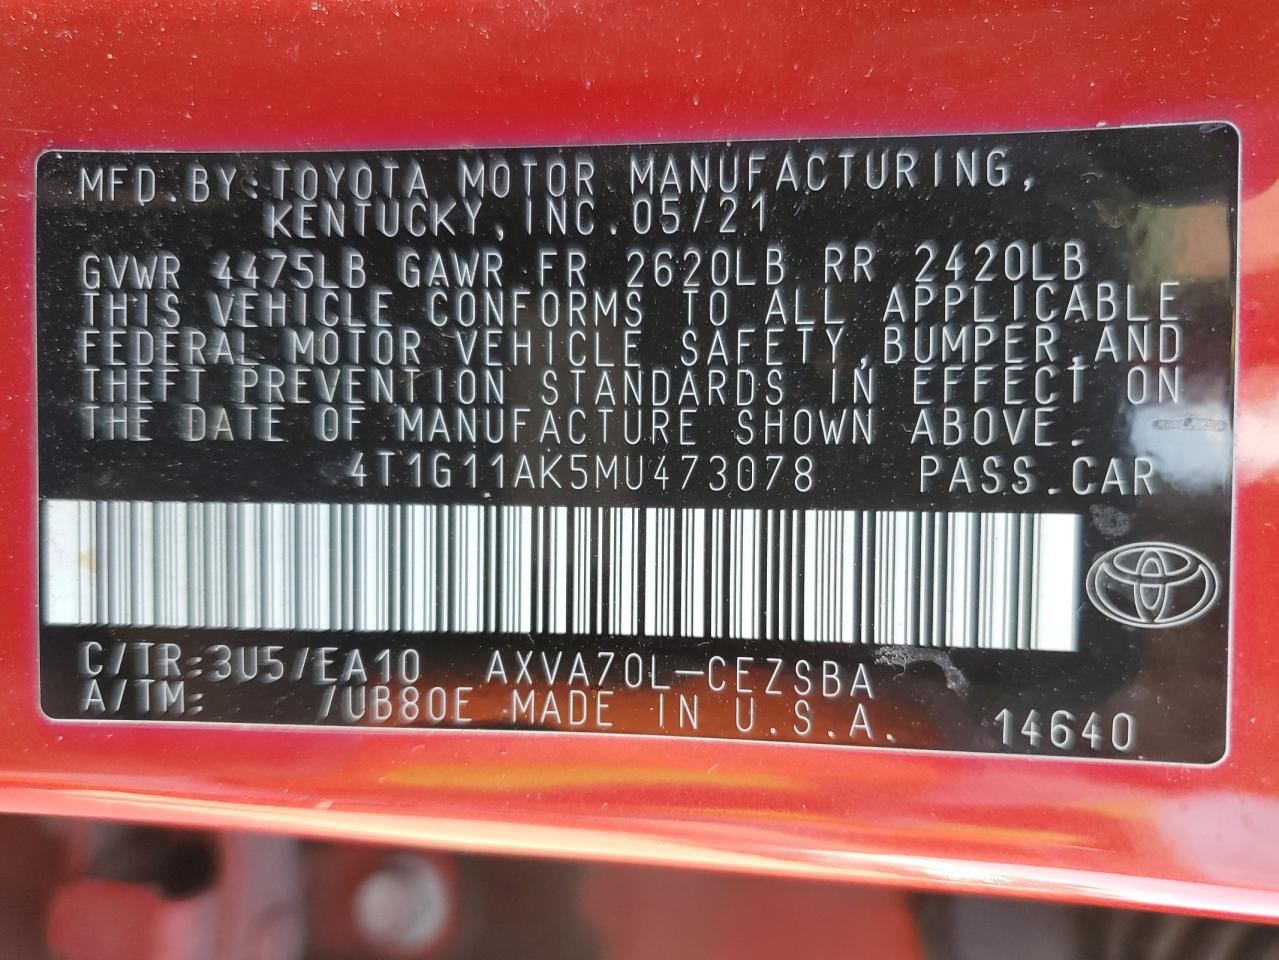 MFD.BY:TOYOTA MOTOR MANUFACTURING,
KENTUCKY,INC.05/21
GVWR 4475LB GAWR FR 2620LB RR 2420LB
THIS VEHICLE CONFORMS TO ALL APPLICABLE
FEDERAL MOTOR VEHICLE SAFETY,BUMPER,AND
THEFT PREVENTION STANDARDS IN EFFECT ON
THE DATE OF MANUFACTURE SHOWN ABOVE.
4T1G11AK5MU473078 PASS.CAR
C/TR:3U5/EA10 AXVA70L-CEZSBA
A/TM: /UB80E MADE IN U.S.A. 14640